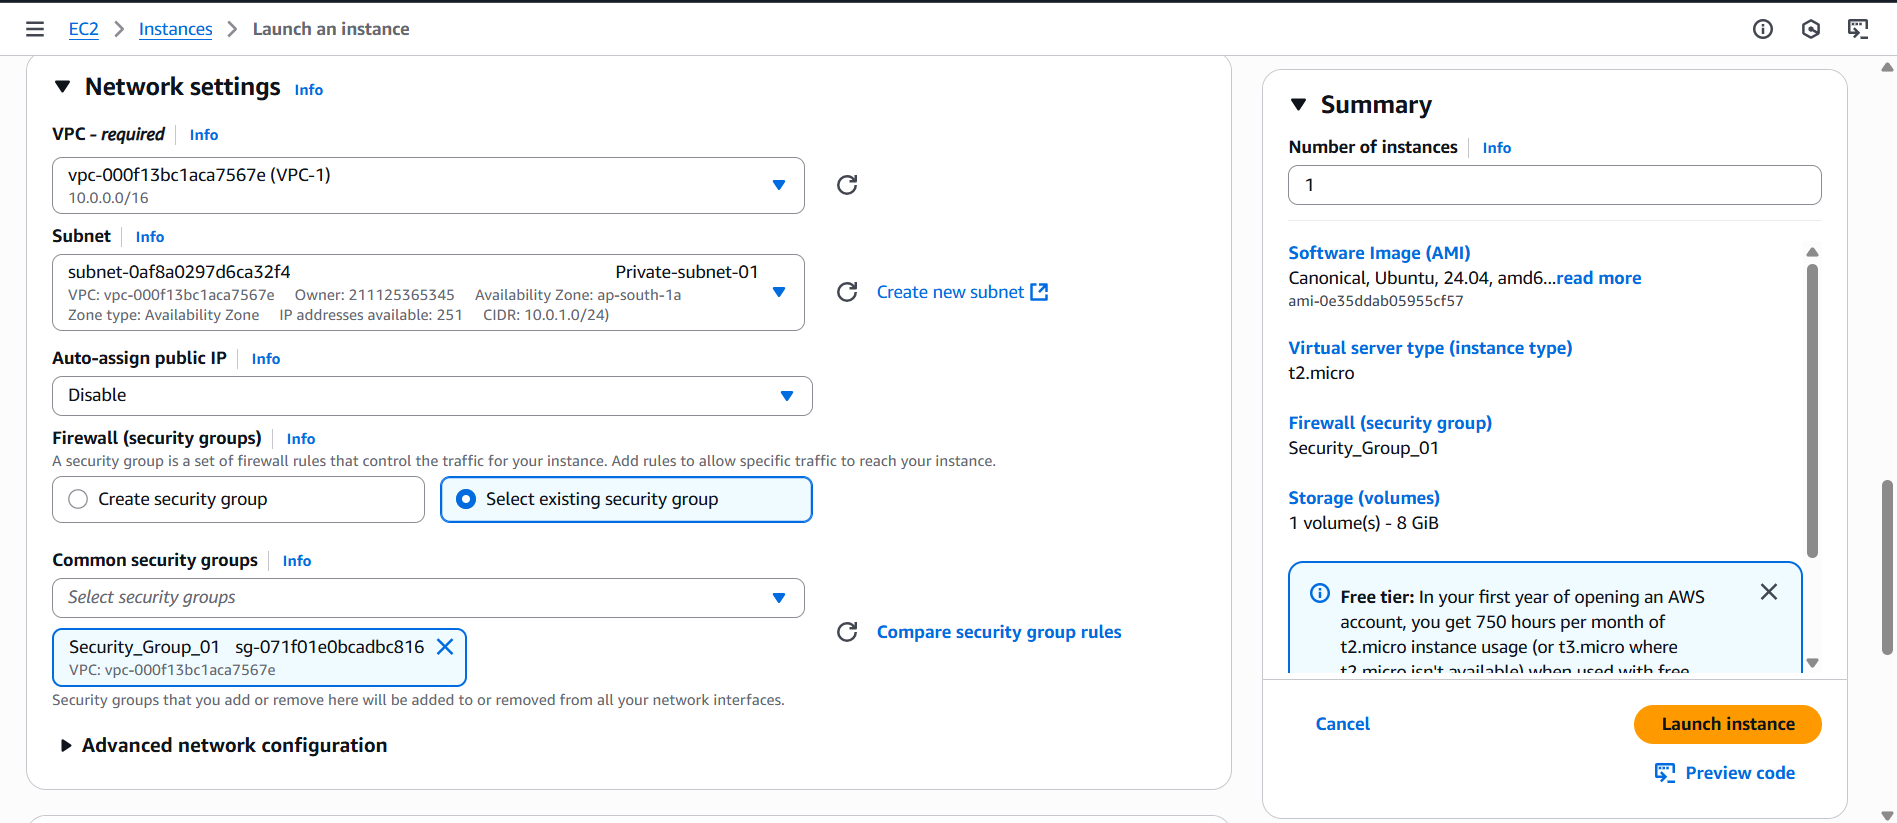 EC2 > Instances > Launch an instance
Network settings Info
VPC - required Info
vpc-000f13bc1aca7567e (VPC-1)
10.0.0.0/16
Subnet Info
subnet-0af8a0297d6ca32f4 Private-subnet-01
VPC: vpc-000f13bc1aca7567e Owner: 211125365345 Availability Zone: ap-south-1a
Zone type: Availability Zone IP addresses available: 251 CIDR: 10.0.1.0/24)
Create new subnet
Auto-assign public IP Info
Disable
Firewall (security groups) Info
A security group is a set of firewall rules that control the traffic for your instance. Add rules to allow specific traffic to reach your instance.
Create security group
Select existing security group
Common security groups Info
Select security groups
Security_Group_01 sg-071f01e0bcadbc816
VPC: vpc-000f13bc1aca7567e
Compare security group rules
Security groups that you add or remove here will be added to or removed from all your network interfaces.
Advanced network configuration
Summary
Number of instances Info
1
Software Image (AMI)
Canonical, Ubuntu, 24.04, amd6...read more
ami-0e35ddab05955cf57
Virtual server type (instance type)
t2.micro
Firewall (security group)
Security_Group_01
Storage (volumes)
1 volume(s) - 8 GiB
Free tier: In your first year of opening an AWS
account, you get 750 hours per month of
t2.micro instance usage (or t3.micro where
t2.micro isn't available) when used with free
Cancel
Launch instance
Preview code